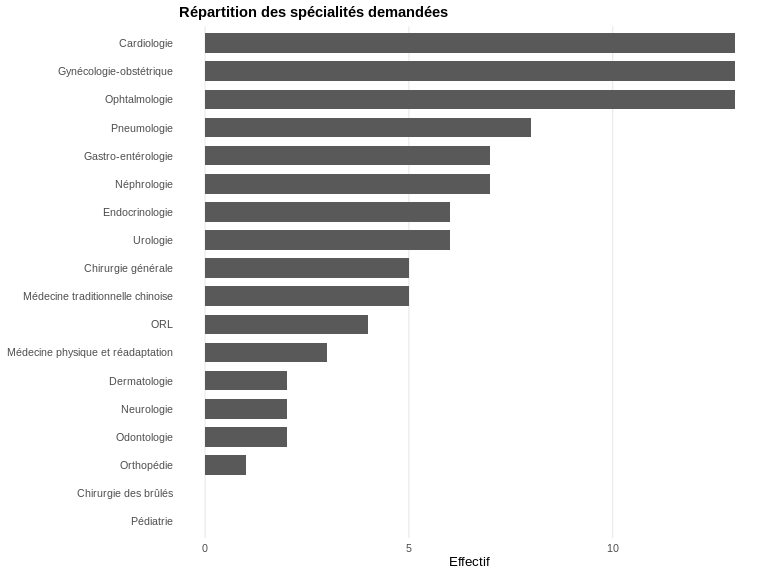 Répartition des spécialités demandées
Cardiologie
Gynécologie-obstétrique
Ophtalmologie
Pneumologie
Gastro-entérologie
Néphrologie
Endocrinologie
Urologie
Chirurgie générale
Médecine traditionnelle chinoise
ORL
Médecine physique et réadaptation
Dermatologie
Neurologie
Odontologie
Orthopédie
Chirurgie des brûlés
Pédiatrie
0 5 10
Effectif